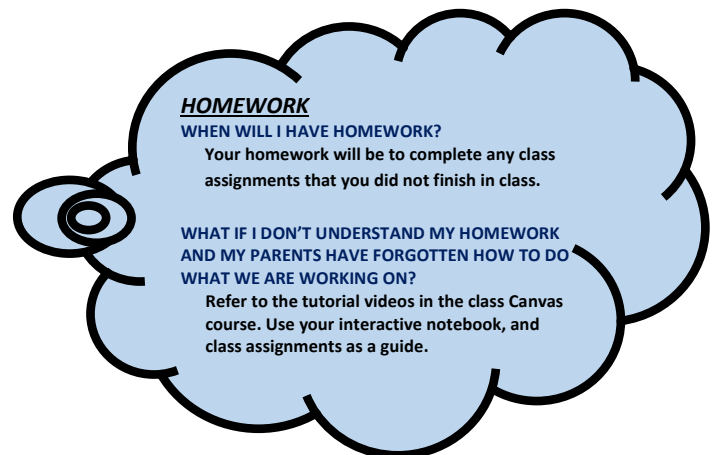 HOMEWORK
WHEN WILL I HAVE HOMEWORK?
Your homework will be to complete any class
assignments that you did not finish in class.
WHAT IF I DON'T UNDERSTAND MY HOMEWORK
AND MY PARENTS HAVE FORGOTTEN HOW TO DO
WHAT WE ARE WORKING ON?
Refer to the tutorial videos in the class Canvas
course. Use your interactive notebook, and
class assignments as a guide.